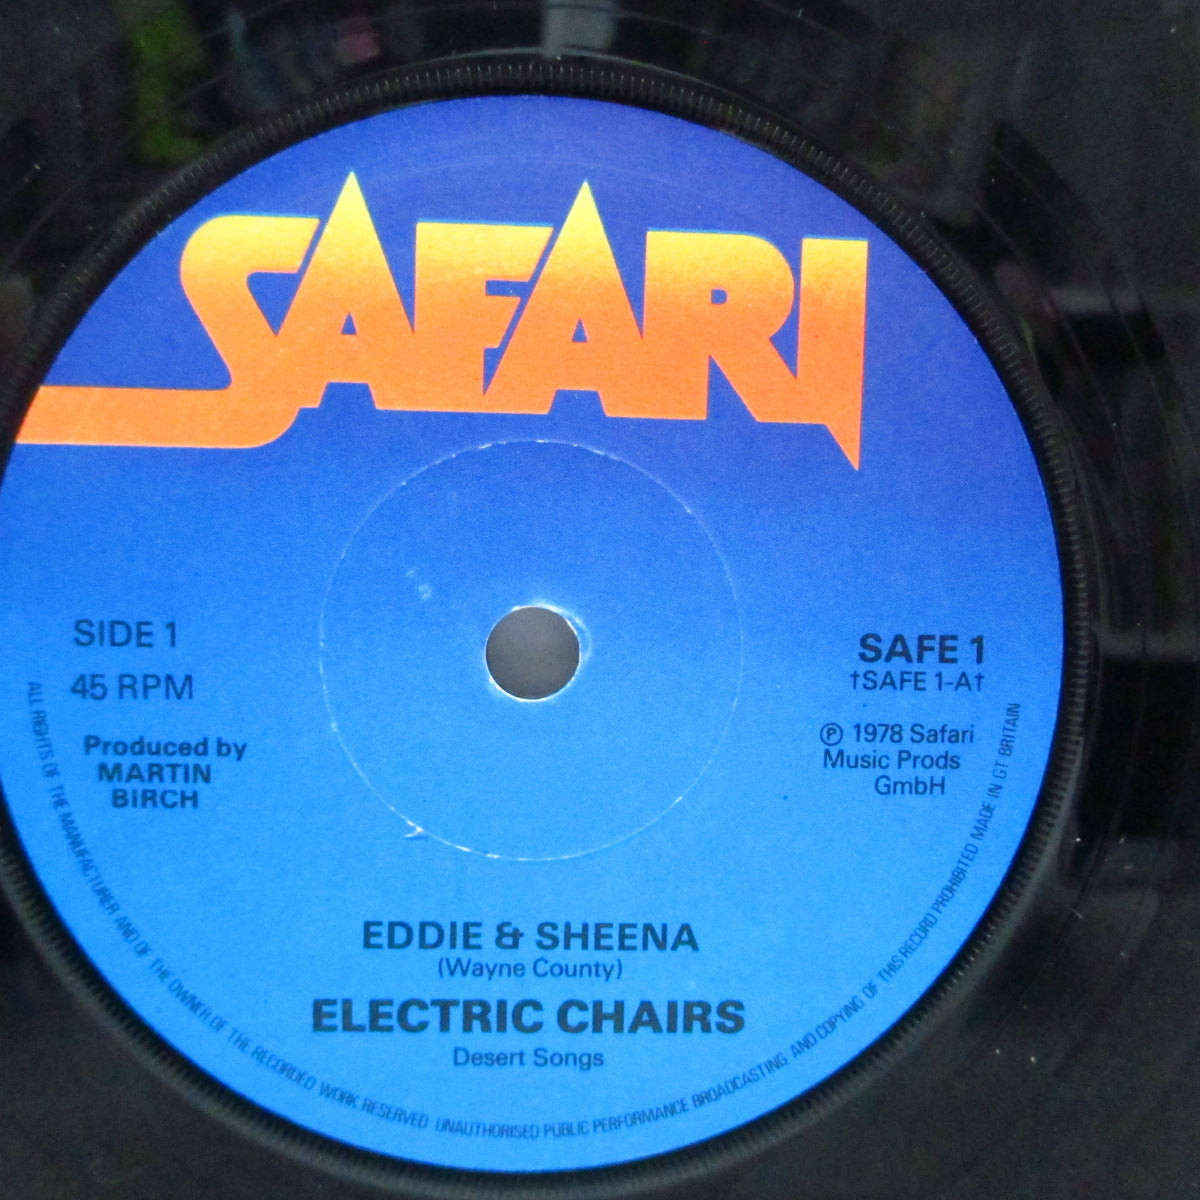 SAFARI
SIDE 1
45 RPM
Produced by
MARTIN
BIRCH
SAFE 1
†SAFE 1-A†
℗ 1978 Safari
Music Prods
GmbH
EDDIE & SHEENA
(Wayne County)
ELECTRIC CHAIRS
Desert Songs
ALL RIGHTS OF THE MANUFACTURER AND OF THE OWNER OF THE RECORDED WORK RESERVED UNAUTHORISED PUBLIC PERFORMANCE BROADCASTING AND COPYING OF THIS RECORD PROHIBITED MADE IN GT BRITAIN